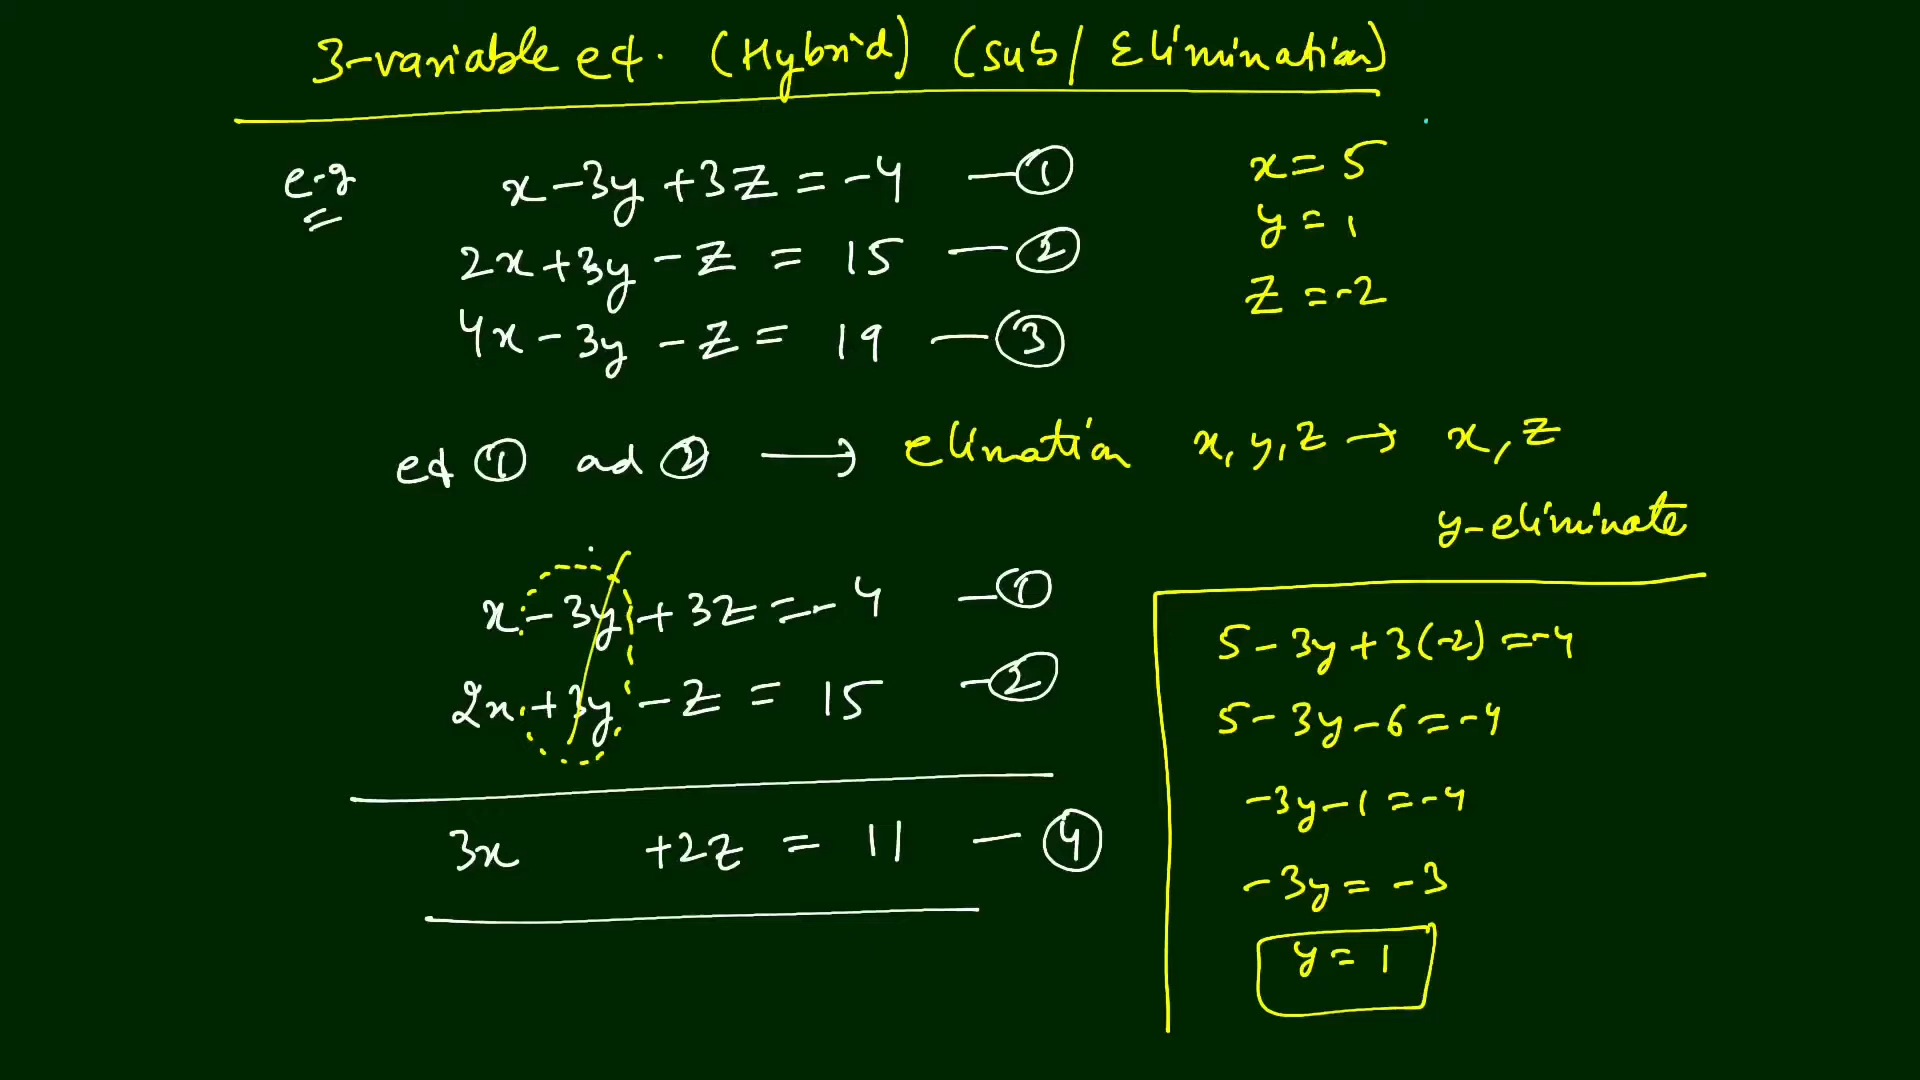 3-variable eq. (Hybrid) (Sub/Elimination)
e-g
x-3y+3z=-4 —①
2x+3y-z = 15 —②
4x-3y-z = 19 —③
x=5
y=1
z=-2
eq ① ad ② → elimation x,y,z → x,z
y-eliminate
x-3y+3z=-4 —①
2x+3y-z = 15 —②
3x +2z = 11 —④
5-3y+3(-2)=-4
5-3y-6=-4
-3y-1=-4
-3y=-3
y=1